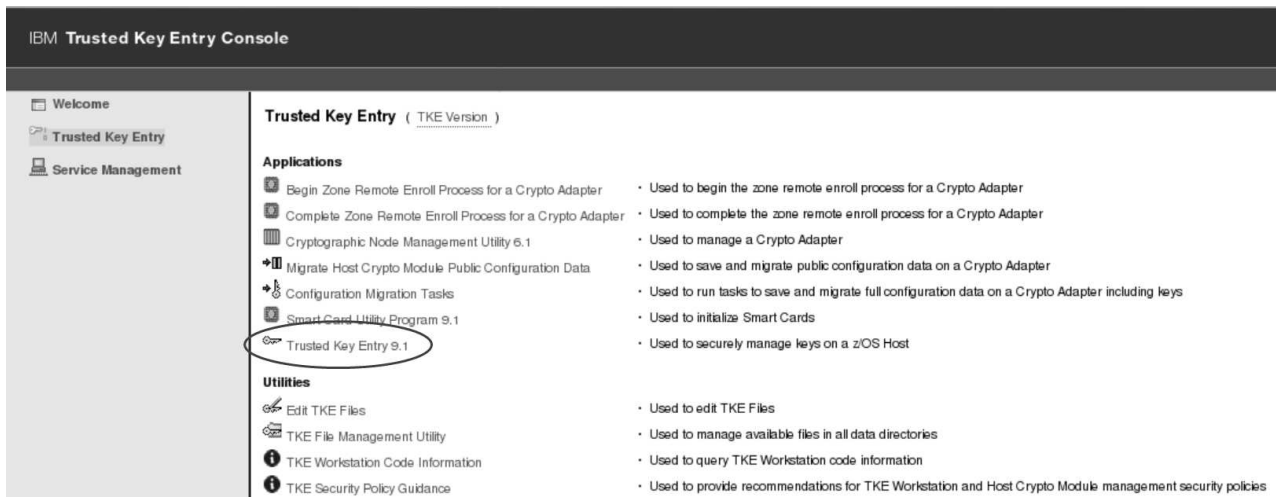 IBM Trusted Key Entry Console
Welcome
Trusted Key Entry
Service Management
Trusted Key Entry ( TKE Version )
Applications
Begin Zone Remote Enroll Process for a Crypto Adapter · Used to begin the zone remote enroll process for a Crypto Adapter
Complete Zone Remote Enroll Process for a Crypto Adapter · Used to complete the zone remote enroll process for a Crypto Adapter
Cryptographic Node Management Utility 6.1 · Used to manage a Crypto Adapter
Migrate Host Crypto Module Public Configuration Data · Used to save and migrate public configuration data on a Crypto Adapter
Configuration Migration Tasks · Used to run tasks to save and migrate full configuration data on a Crypto Adapter including keys
Smart Card Utility Program 9.1 · Used to initialize Smart Cards
Trusted Key Entry 9.1 · Used to securely manage keys on a z/OS Host
Utilities
Edit TKE Files · Used to edit TKE Files
TKE File Management Utility · Used to manage available files in all data directories
TKE Workstation Code Information · Used to query TKE Workstation code information
TKE Security Policy Guidance · Used to provide recommendations for TKE Workstation and Host Crypto Module management security policies